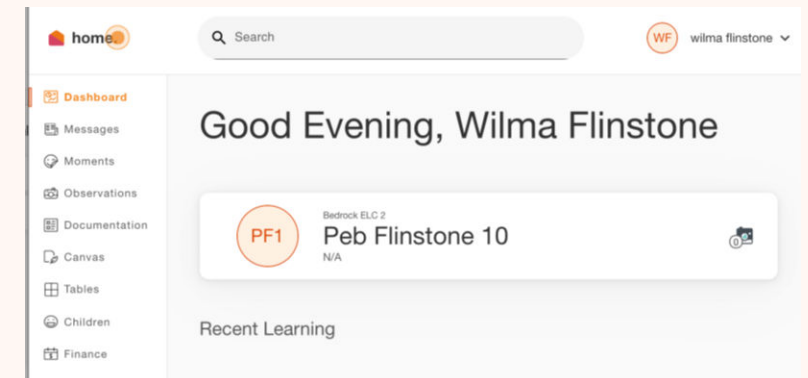 home.
Search
WF wilma flinstone
Dashboard
Messages
Moments
Observations
Documentation
Canvas
Tables
Children
Finance
Good Evening, Wilma Flinstone
PF1
Bedrock ELC 2
Peb Flinstone 10
N/A
0
Recent Learning